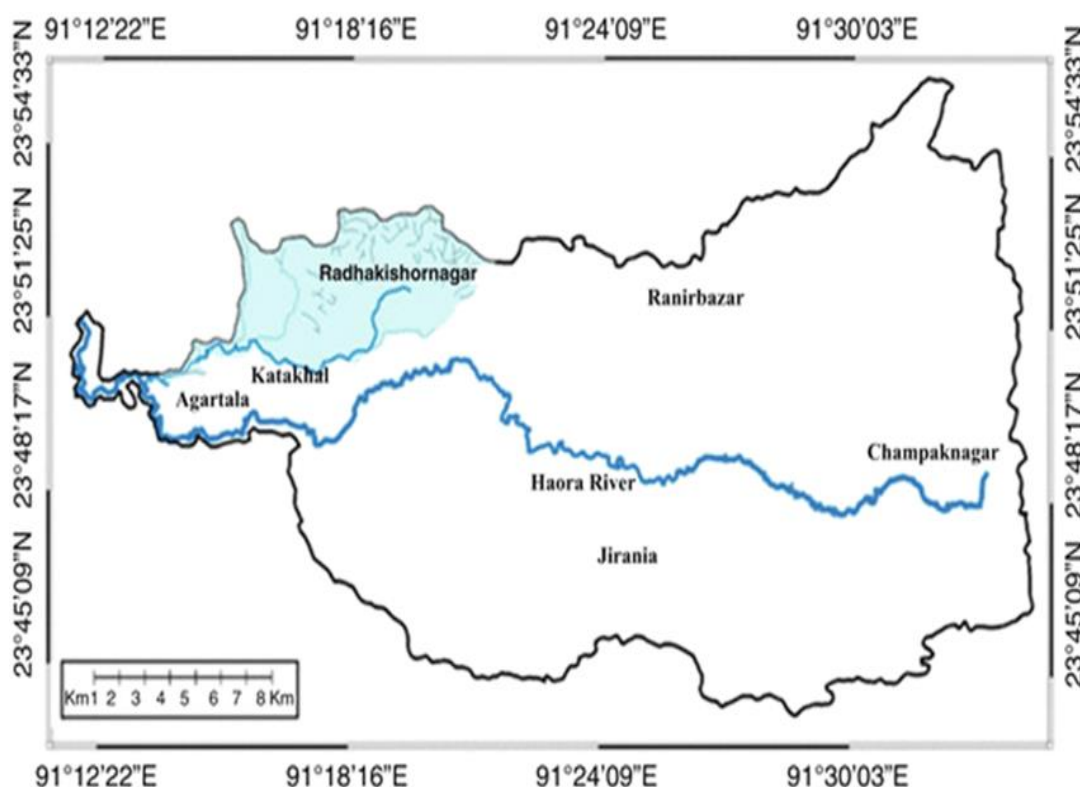 91°12'22"E 91°18'16"E 91°24'09"E 91°30'03"E
23°54'33"N 23°54'33"N
23°51'25"N 23°51'25"N
23°48'17"N 23°48'17"N
23°45'09"N 23°45'09"N
Radhakishornagar
Ranirbazar
Katakhal
Agartala
Champaknagar
Haora River
Jirania
Km 1 2 3 4 5 6 7 8 Km
91°12'22"E 91°18'16"E 91°24'09"E 91°30'03"E